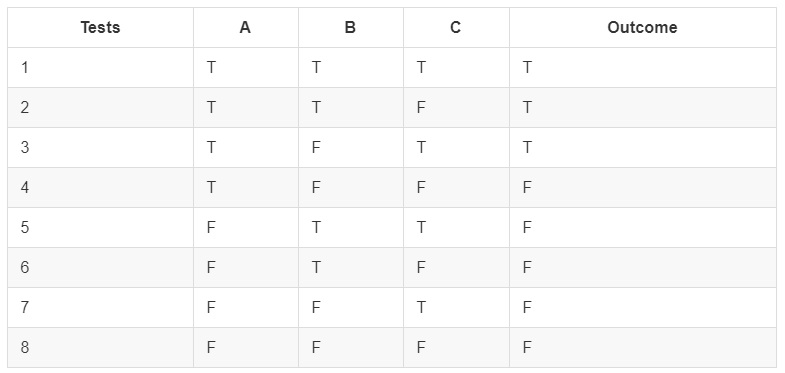 Tests A B C Outcome
1 T T T T
2 T T F T
3 T F T T
4 T F F F
5 F T T F
6 F T F F
7 F F T F
8 F F F F